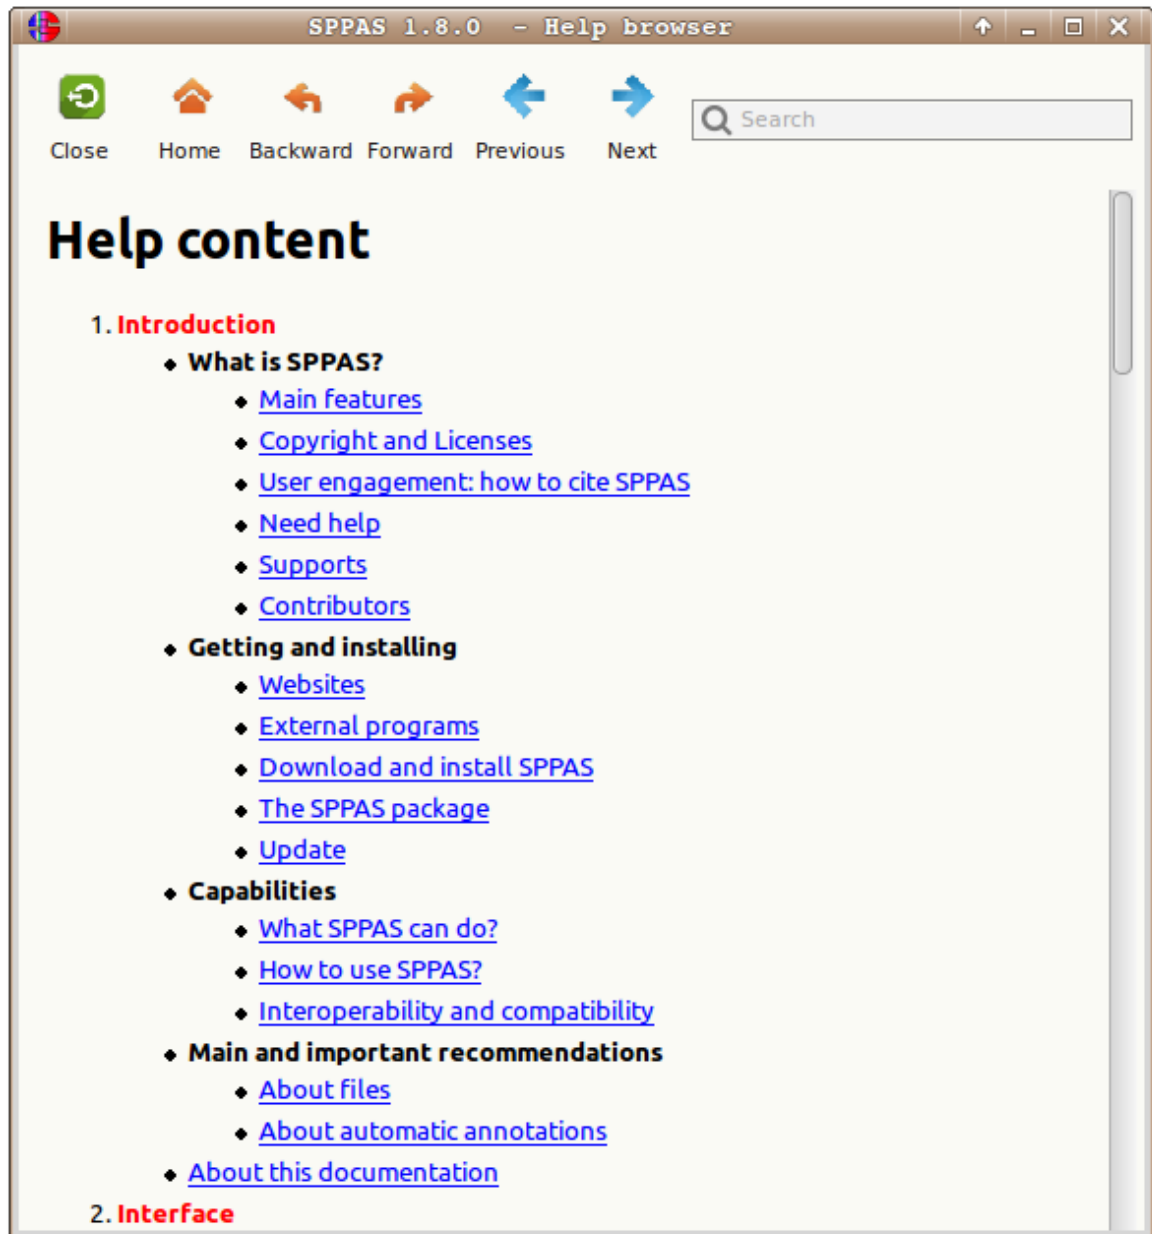 SPPAS 1.8.0  - Help browser
Close Home Backward Forward Previous Next Search
Help content
1. Introduction
What is SPPAS?
Main features
Copyright and Licenses
User engagement: how to cite SPPAS
Need help
Supports
Contributors
Getting and installing
Websites
External programs
Download and install SPPAS
The SPPAS package
Update
Capabilities
What SPPAS can do?
How to use SPPAS?
Interoperability and compatibility
Main and important recommendations
About files
About automatic annotations
About this documentation
2. Interface